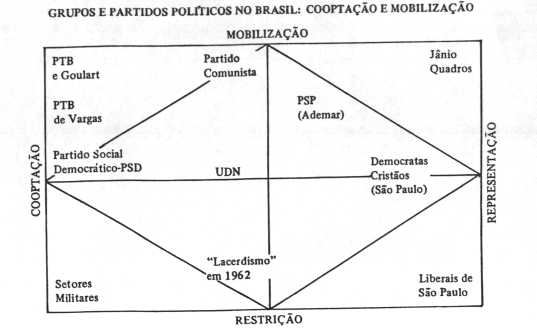 GRUPOS E PARTIDOS POLÍTICOS NO BRASIL: COOPTAÇÃO E MOBILIZAÇÃO
MOBILIZAÇÃO
PTB
e Goulart
Partido
Comunista
Jânio
Quadros
PTB
de Vargas
PSP
(Ademar)
Partido Social
Democrático-PSD
UDN
Democratas
Cristãos
(São Paulo)
COOPTAÇÃO
REPRESENTAÇÃO
"Lacerdismo"
em 1962
Setores
Militares
Liberais de
São Paulo
RESTRIÇÃO